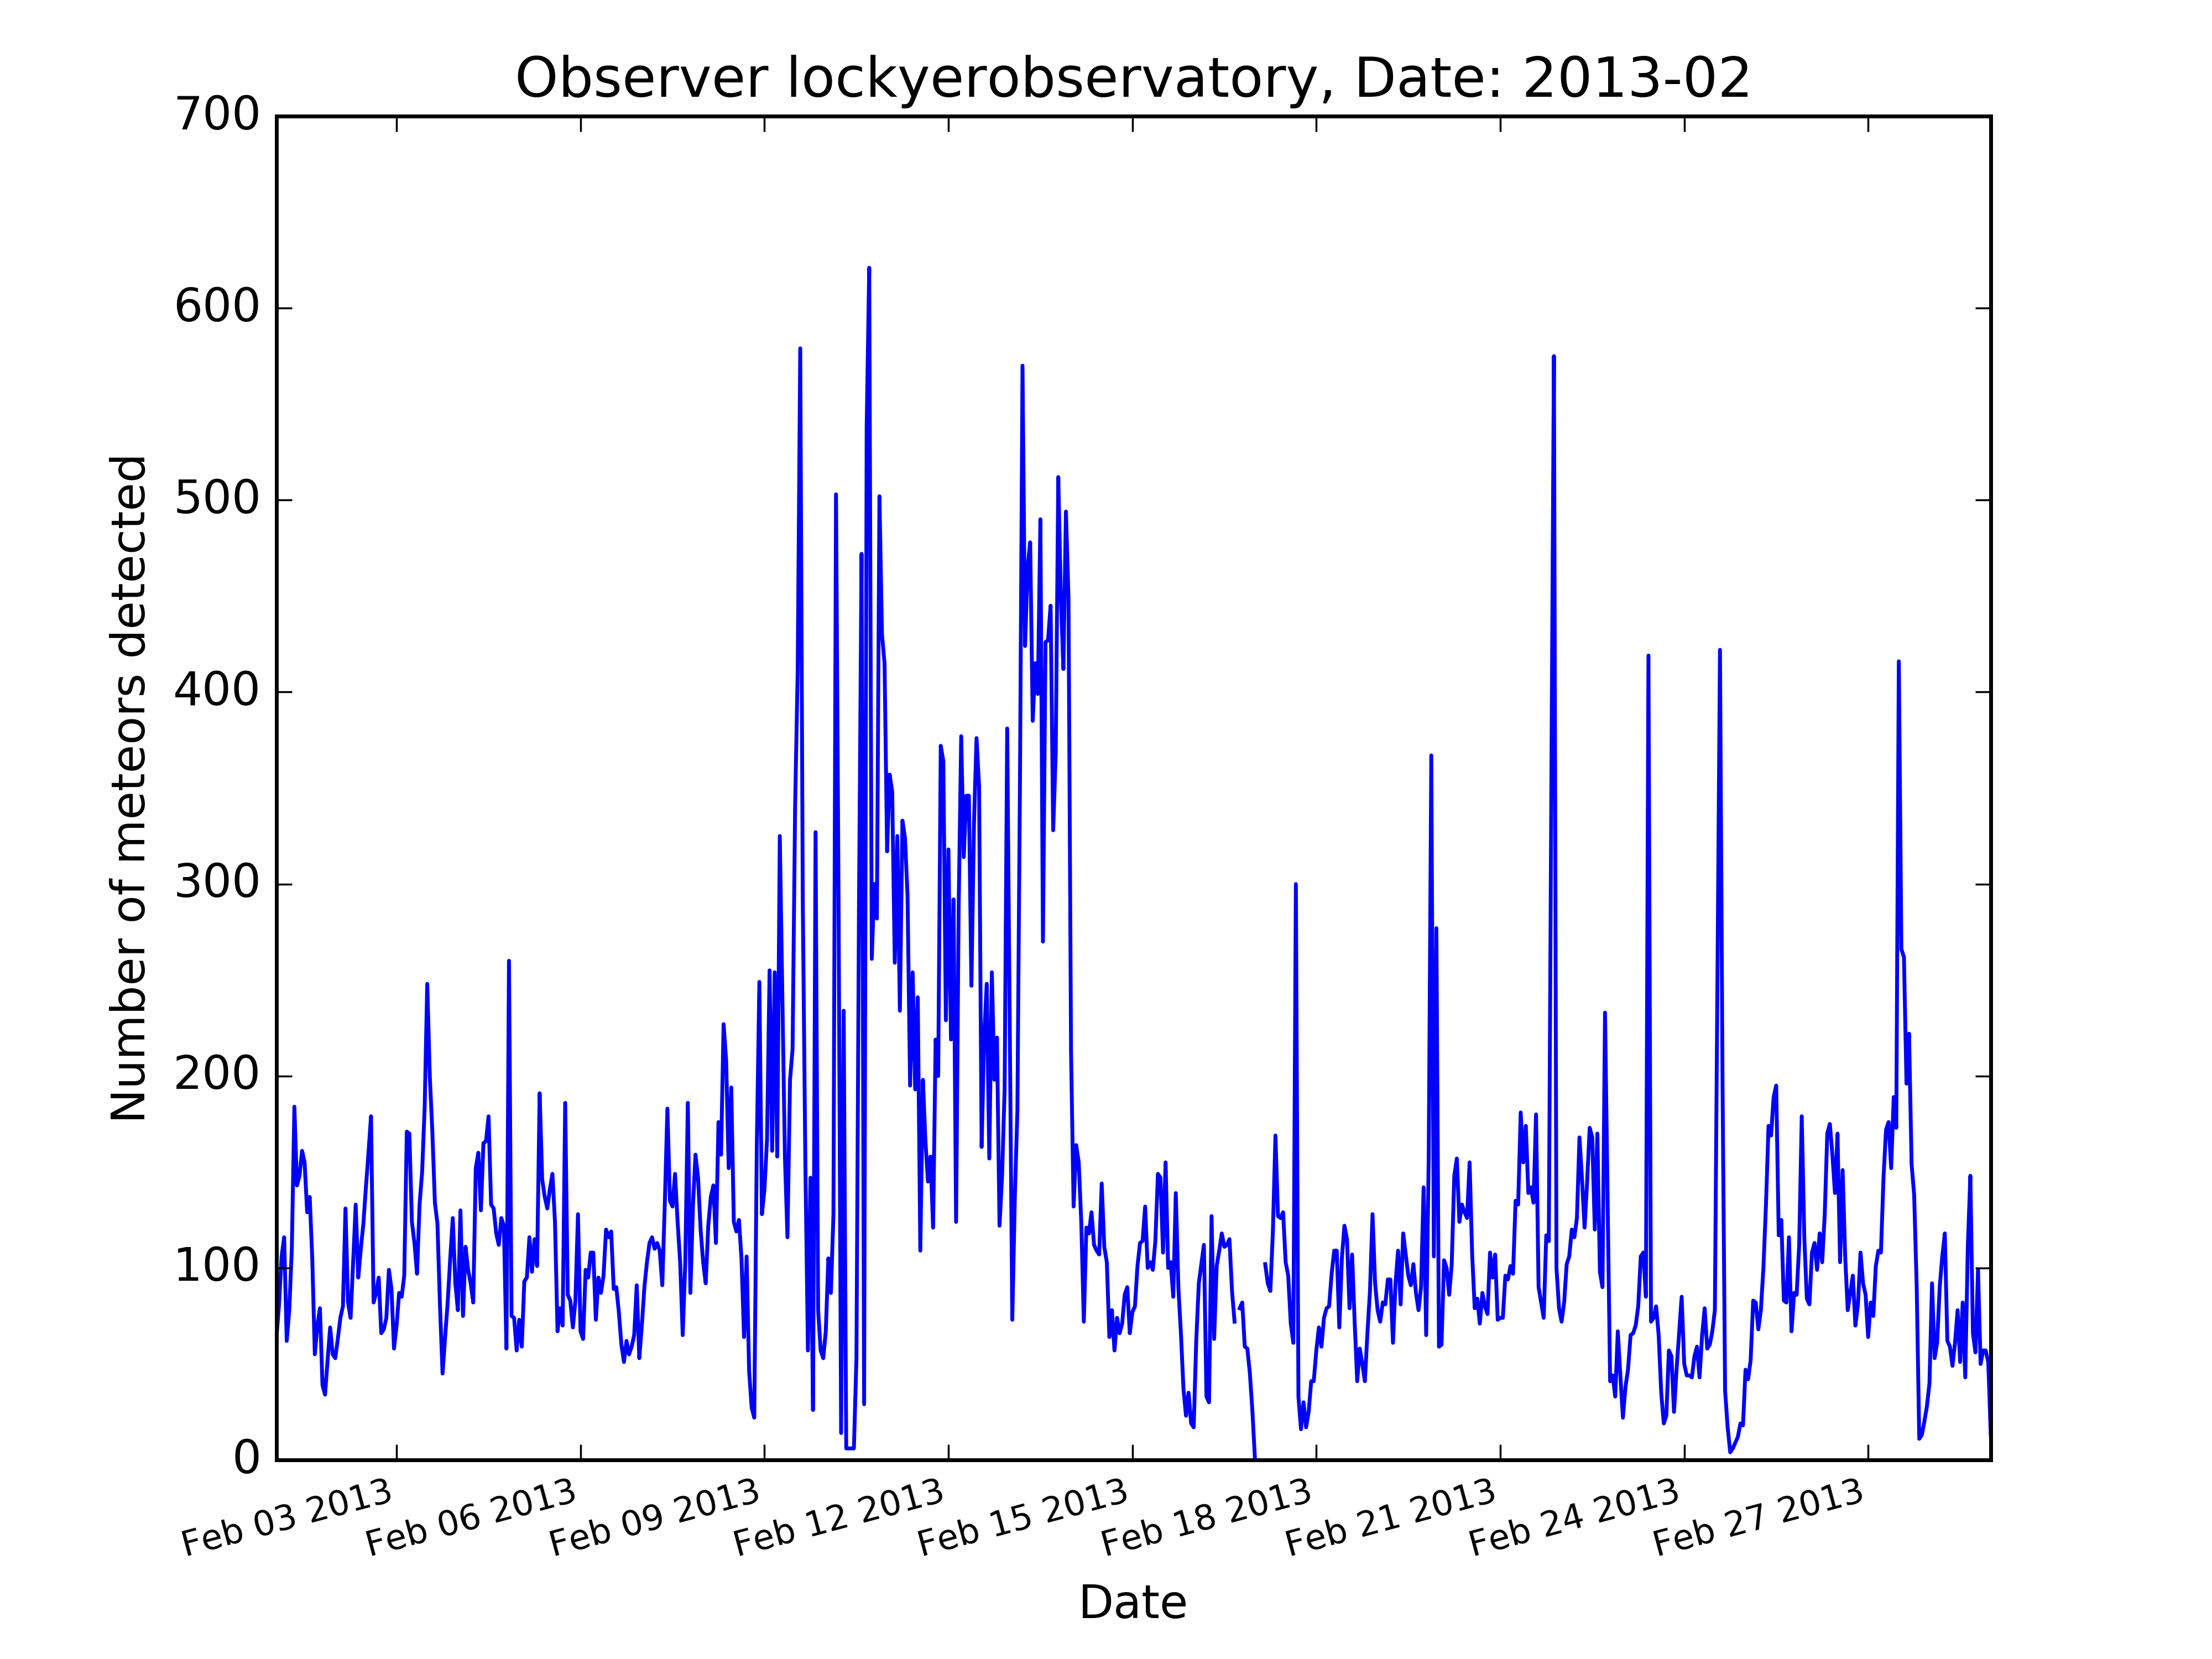 Observer lockyerobservatory, Date: 2013-02
700
600
500
400
300
200
100
0
Number of meteors detected
Feb 03 2013
Feb 06 2013
Feb 09 2013
Feb 12 2013
Feb 15 2013
Feb 18 2013
Feb 21 2013
Feb 24 2013
Feb 27 2013
Date